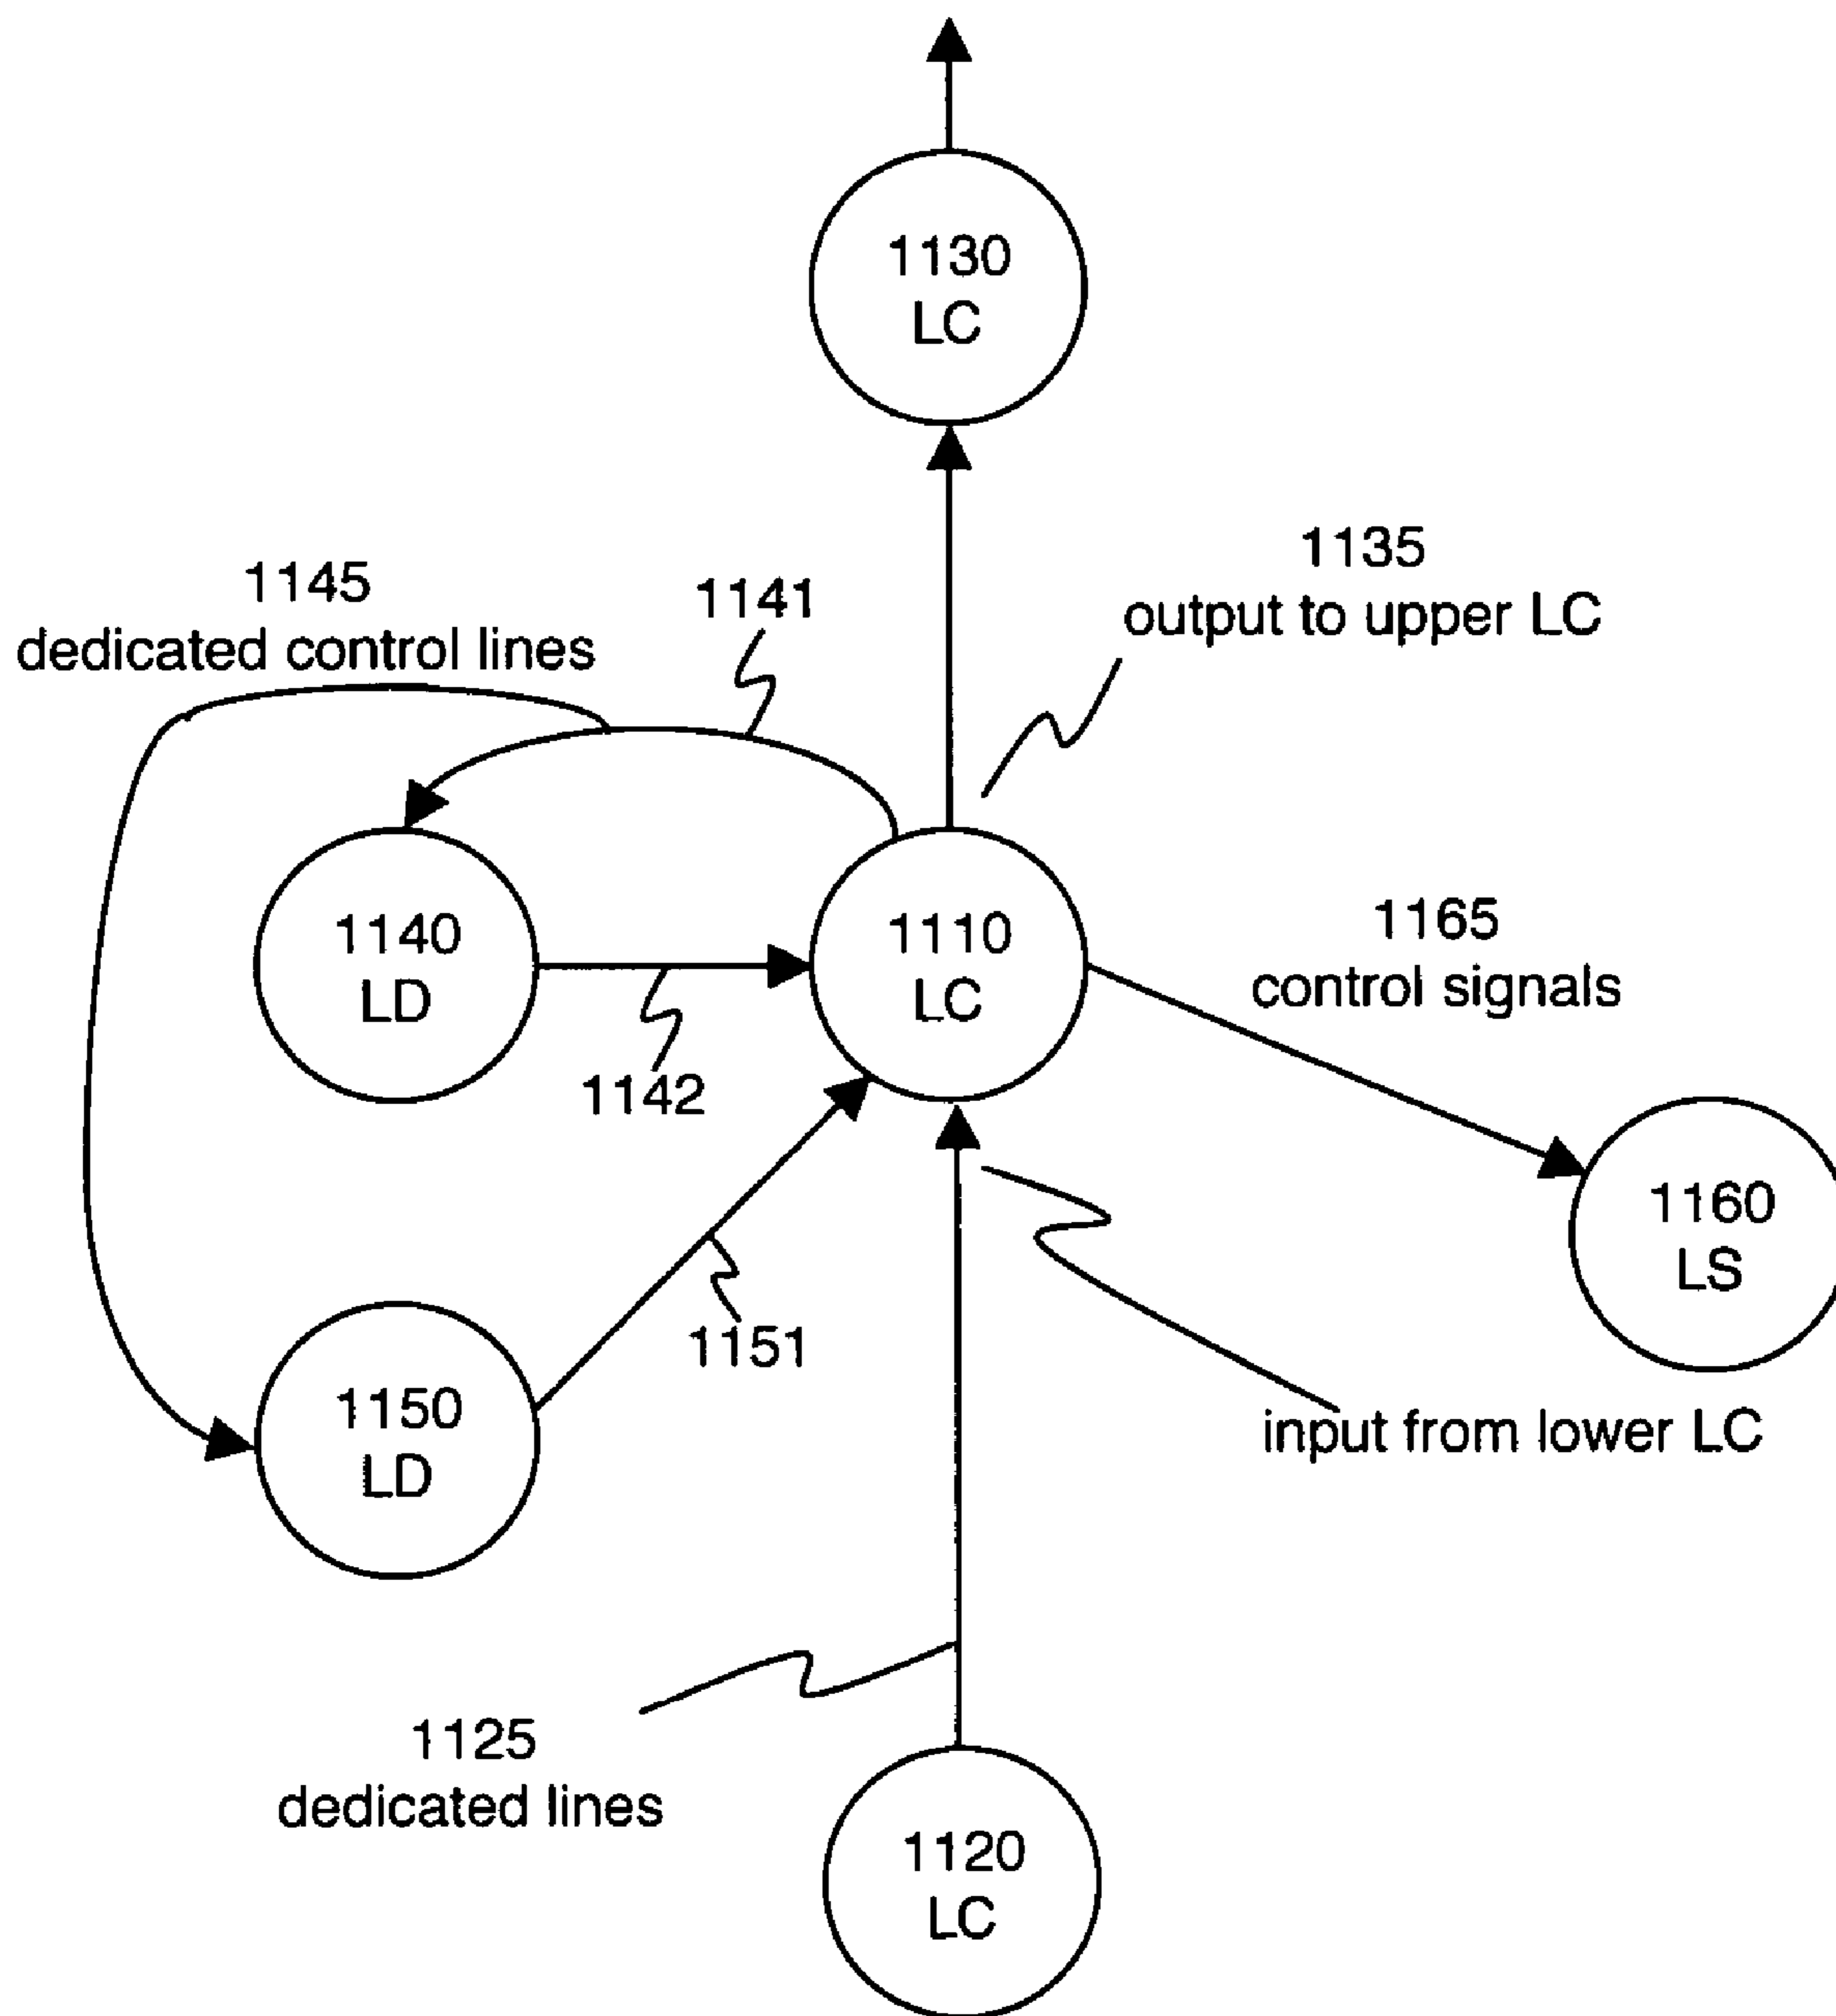 1130
LC
1135
output to upper LC
1145
dedicated control lines
1141
1140
LD
1110
LC
1165
control signals
1142
1160
LS
1151
1150
LD
input from lower LC
1125
dedicated lines
1120
LC